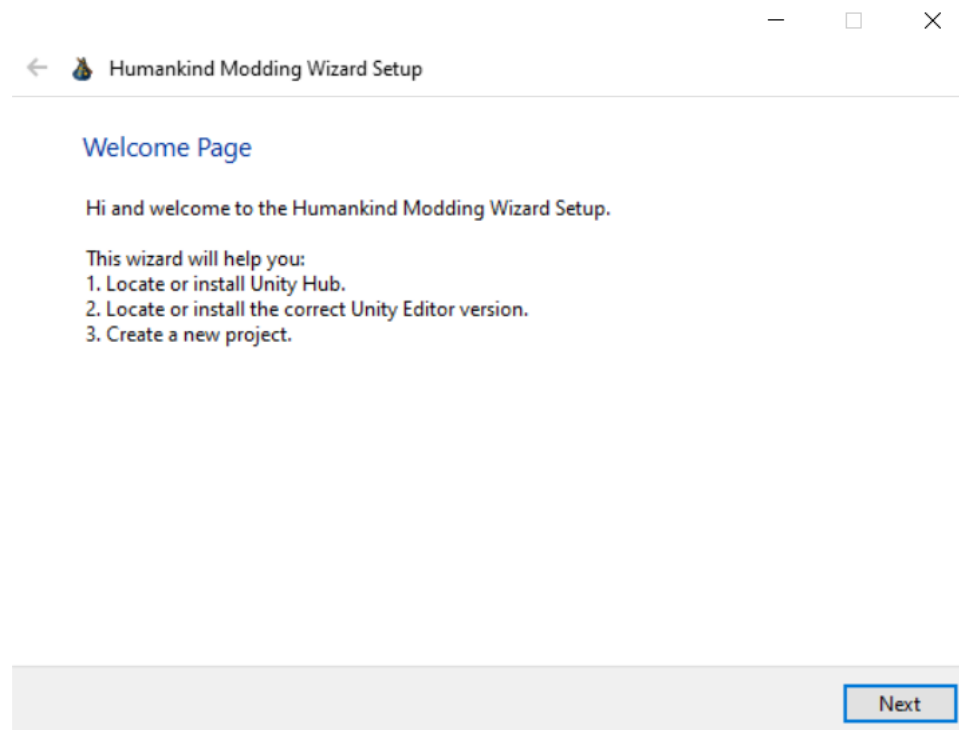 Humankind Modding Wizard Setup
Welcome Page
Hi and welcome to the Humankind Modding Wizard Setup.
This wizard will help you:
1. Locate or install Unity Hub.
2. Locate or install the correct Unity Editor version.
3. Create a new project.
Next